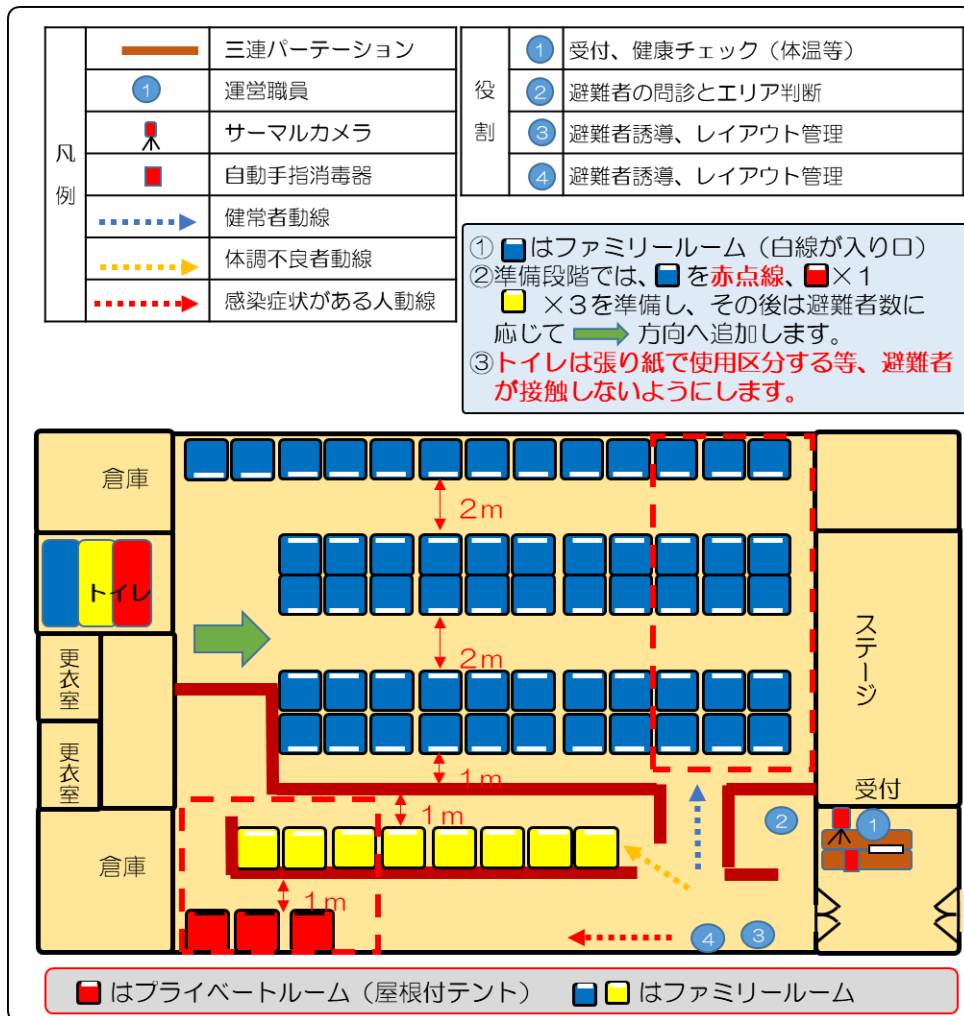 凡例
三連パーテーション
① 運営職員
サーマルカメラ
自動手指消毒器
健常者動線
体調不良者動線
感染症状がある人動線
役割
① 受付、健康チェック（体温等）
② 避難者の問診とエリア判断
③ 避難者誘導、レイアウト管理
④ 避難者誘導、レイアウト管理
① はファミリールーム（白線が入り口）
②準備段階では、 を赤点線、 ×１
×３を準備し、その後は避難者数に
応じて 方向へ追加します。
③トイレは張り紙で使用区分する等、避難者
が接触しないようにします。
倉庫
２ｍ
トイレ
ステージ
更衣室
２ｍ
更衣室
１ｍ
受付
１ｍ
②
①
倉庫
１ｍ
④
③
はプライベートルーム（屋根付テント） はファミリールーム